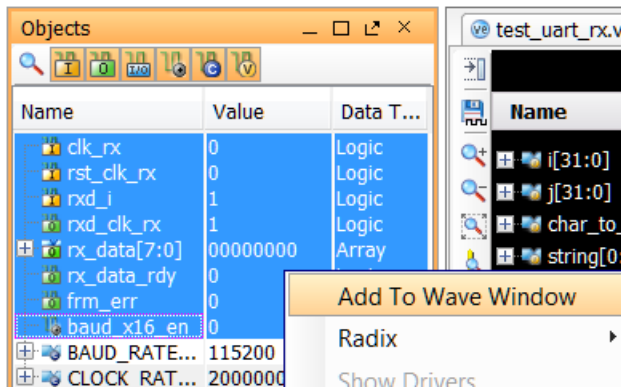 Objects
test_uart_rx.v
I O I/O C V
Name Value Data T...
Name
clk_rx 0 Logic
rst_clk_rx 0 Logic
i[31:0]
rxd_i 1 Logic
j[31:0]
rxd_clk_rx 1 Logic
char_to_
rx_data[7:0] 00000000 Array
string[0:
rx_data_rdy 0
frm_err 0
baud_x16_en 0
BAUD_RATE... 115200
CLOCK_RAT... 2000000
Add To Wave Window
Radix
Show Drivers